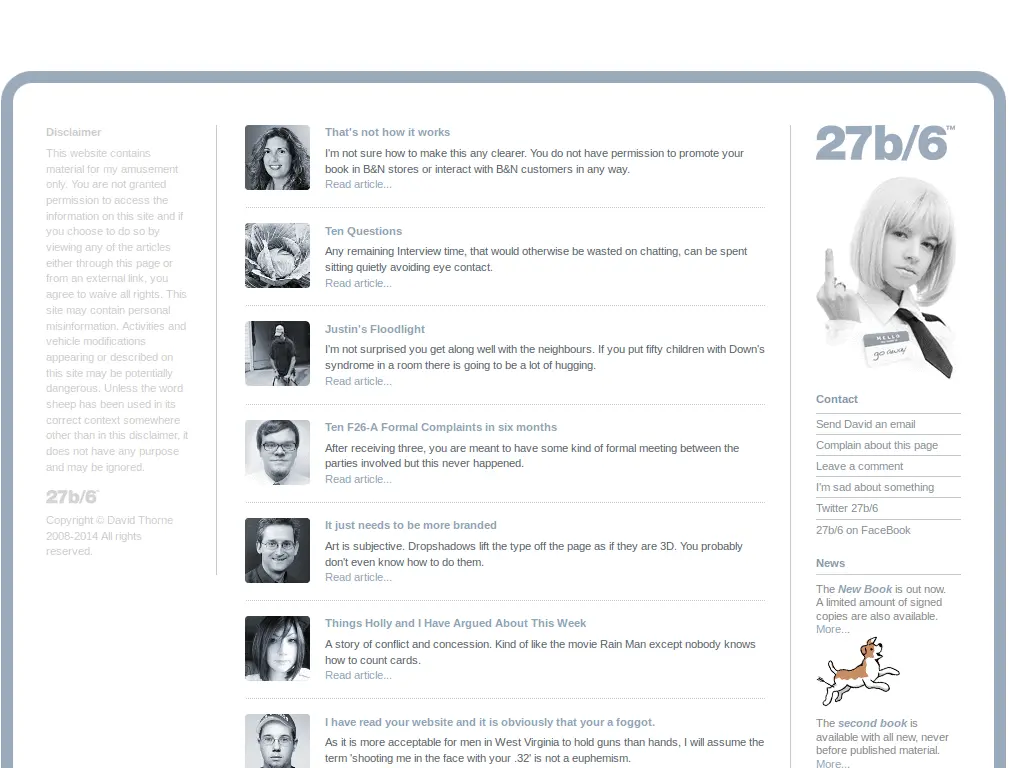 Disclaimer
This website contains
material for my amusement
only. You are not granted
permission to access the
information on this site and if
you choose to do so by
viewing any of the articles
either through this page or
from an external link, you
agree to waive all rights. This
site may contain personal
misinformation. Activities and
vehicle modifications
appearing or described on
this site may be potentially
dangerous. Unless the word
sheep has been used in its
correct context somewhere
other than in this disclaimer, it
does not have any purpose
and may be ignored.
27b/6
Copyright © David Thorne
2008-2014 All rights
reserved.
That's not how it works
I'm not sure how to make this any clearer. You do not have permission to promote your
book in B&N stores or interact with B&N customers in any way.
Read article...
Ten Questions
Any remaining Interview time, that would otherwise be wasted on chatting, can be spent
sitting quietly avoiding eye contact.
Read article...
Justin's Floodlight
I'm not surprised you get along well with the neighbours. If you put fifty children with Down's
syndrome in a room there is going to be a lot of hugging.
Read article...
Ten F26-A Formal Complaints in six months
After receiving three, you are meant to have some kind of formal meeting between the
parties involved but this never happened.
Read article...
It just needs to be more branded
Art is subjective. Dropshadows lift the type off the page as if they are 3D. You probably
don't even know how to do them.
Read article...
Things Holly and I Have Argued About This Week
A story of conflict and concession. Kind of like the movie Rain Man except nobody knows
how to count cards.
Read article...
I have read your website and it is obviously that your a foggot.
As it is more acceptable for men in West Virginia to hold guns than hands, I will assume the
term 'shooting me in the face with your .32' is not a euphemism.
27b/6™
HELLO
go away
Contact
Send David an email
Complain about this page
Leave a comment
I'm sad about something
Twitter 27b/6
27b/6 on FaceBook
News
The New Book is out now.
A limited amount of signed
copies are also available.
More...
The second book is
available with all new, never
before published material.
More...